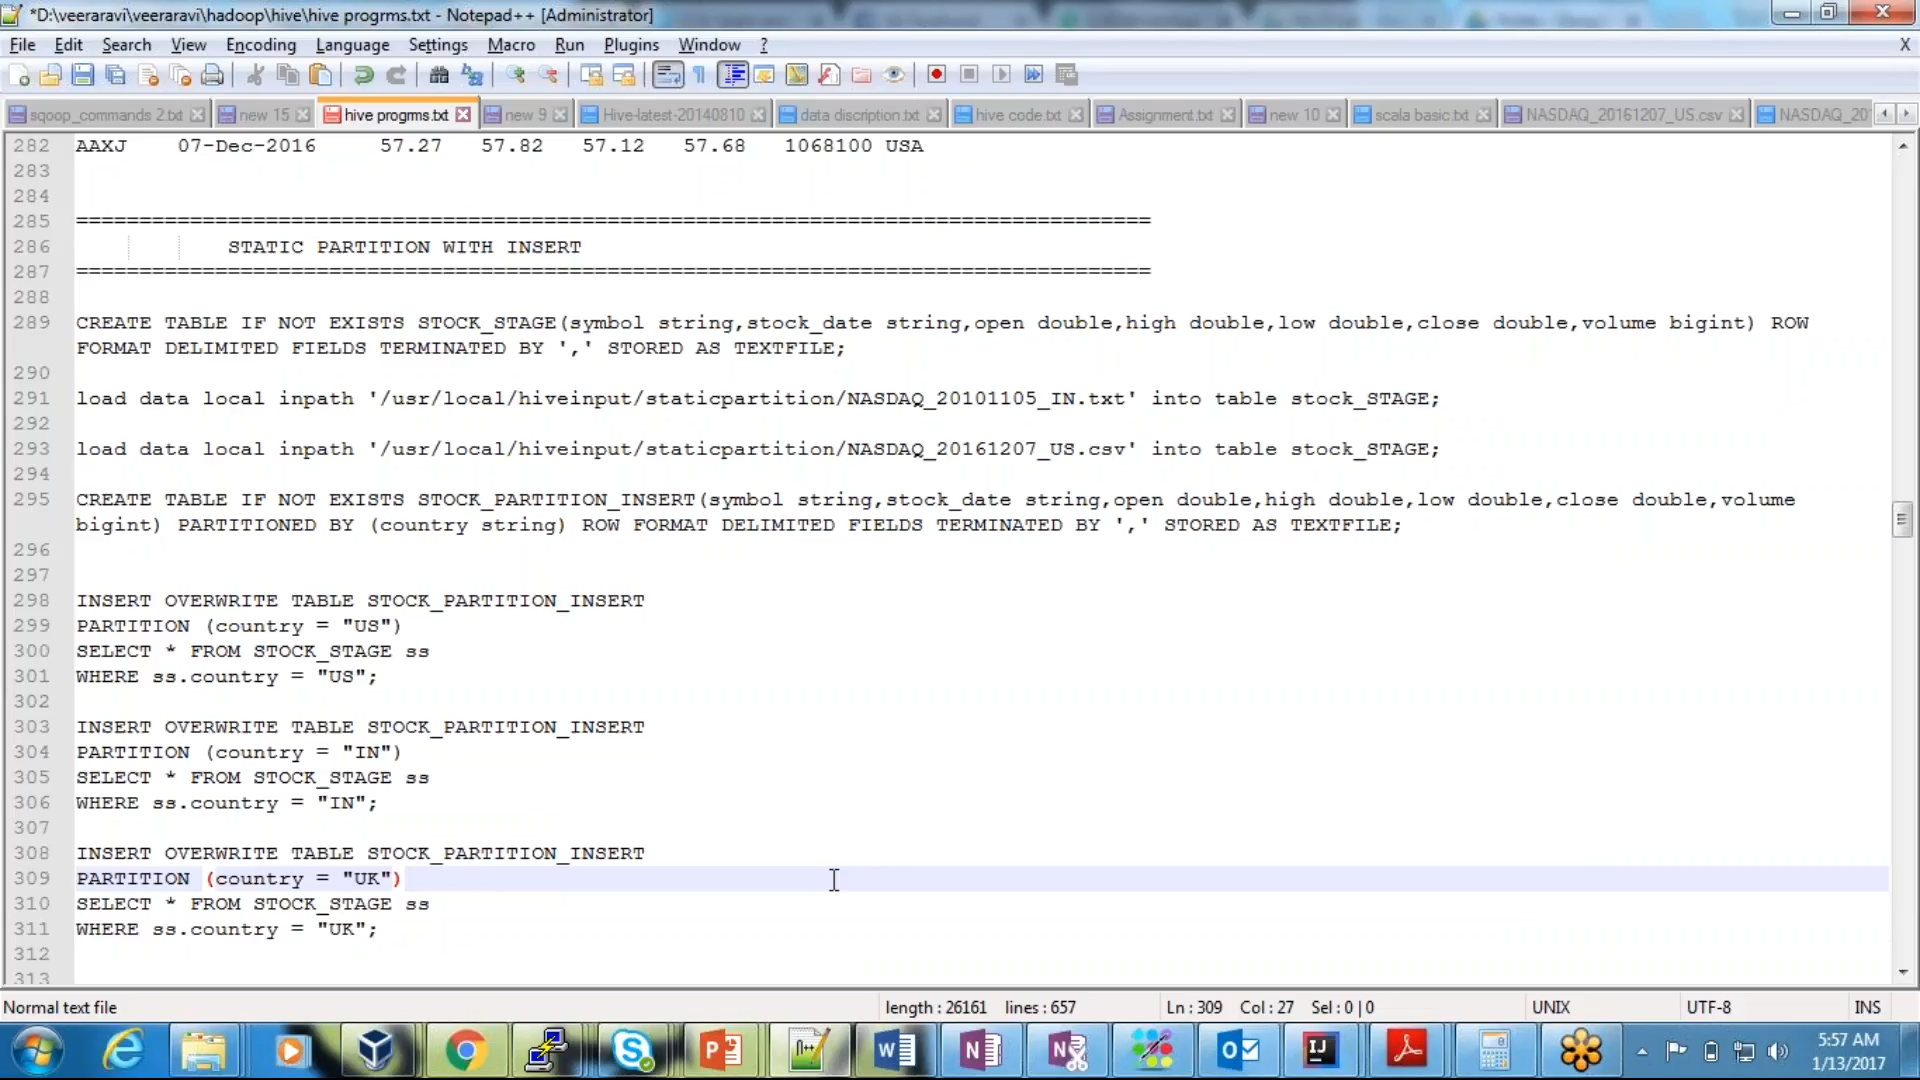 *D:\veeraravi\veeraravi\hadoop\hive\hive progrms.txt - Notepad++ [Administrator]
File Edit Search View Encoding Language Settings Macro Run Plugins Window ? X
sqoop_commands 2.txt new 15 hive progrms.txt new 9 Hive-latest-20140810 data discription.txt hive code.txt Assignment.txt new 10 scala basic.txt NASDAQ_20161207_US.csv NASDAQ_20
282 AAXJ 07-Dec-2016 57.27 57.82 57.12 57.68 1068100 USA
283
284
285 =====================================================================================
286 STATIC PARTITION WITH INSERT
287 =====================================================================================
288
289 CREATE TABLE IF NOT EXISTS STOCK_STAGE(symbol string,stock_date string,open double,high double,low double,close double,volume bigint) ROW
FORMAT DELIMITED FIELDS TERMINATED BY ',' STORED AS TEXTFILE;
290
291 load data local inpath '/usr/local/hiveinput/staticpartition/NASDAQ_20101105_IN.txt' into table stock_STAGE;
292
293 load data local inpath '/usr/local/hiveinput/staticpartition/NASDAQ_20161207_US.csv' into table stock_STAGE;
294
295 CREATE TABLE IF NOT EXISTS STOCK_PARTITION_INSERT(symbol string,stock_date string,open double,high double,low double,close double,volume
bigint) PARTITIONED BY (country string) ROW FORMAT DELIMITED FIELDS TERMINATED BY ',' STORED AS TEXTFILE;
296
297
298 INSERT OVERWRITE TABLE STOCK_PARTITION_INSERT
299 PARTITION (country = "US")
300 SELECT * FROM STOCK_STAGE ss
301 WHERE ss.country = "US";
302
303 INSERT OVERWRITE TABLE STOCK_PARTITION_INSERT
304 PARTITION (country = "IN")
305 SELECT * FROM STOCK_STAGE ss
306 WHERE ss.country = "IN";
307
308 INSERT OVERWRITE TABLE STOCK_PARTITION_INSERT
309 PARTITION (country = "UK")
310 SELECT * FROM STOCK_STAGE ss
311 WHERE ss.country = "UK";
312
313
Normal text file length : 26161 lines : 657 Ln : 309 Col : 27 Sel : 0 | 0 UNIX UTF-8 INS
5:57 AM
1/13/2017